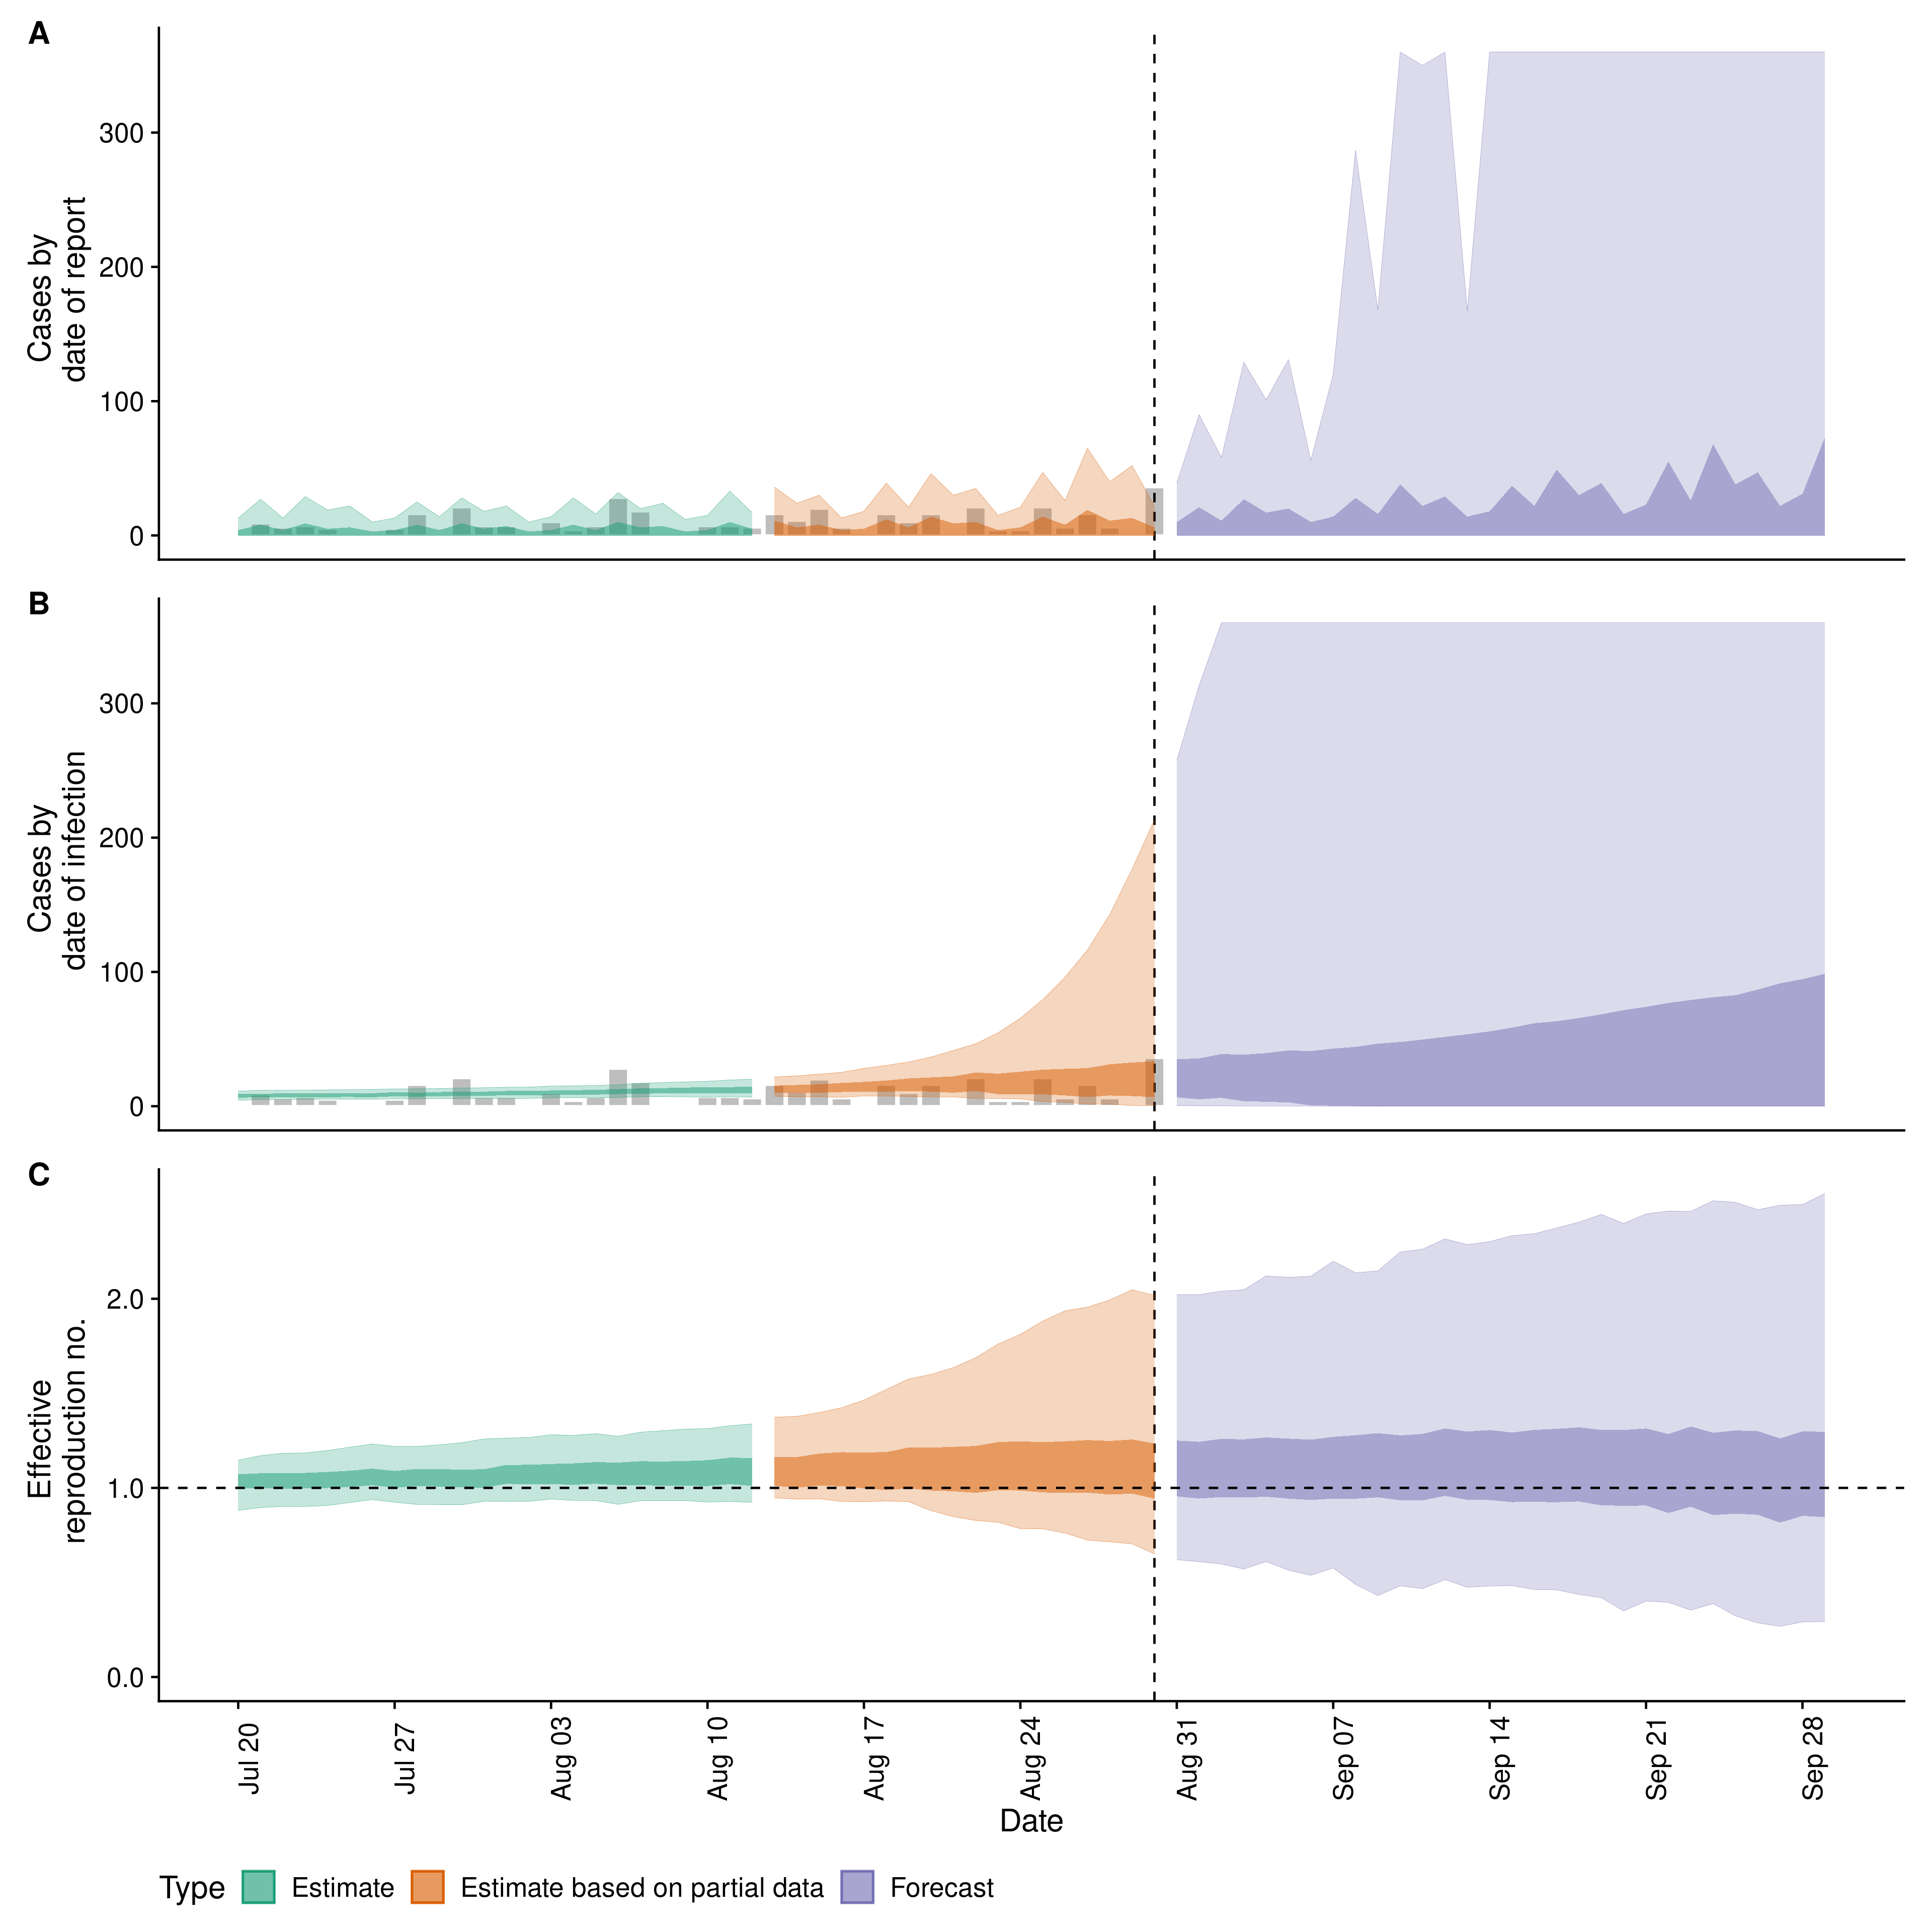 A
Cases by
date of report
300
200
100
0
B
Cases by
date of infection
300
200
100
0
C
Effective
reproduction no.
2.0
1.0
0.0
Jul 20
Jul 27
Aug 03
Aug 10
Aug 17
Aug 24
Aug 31
Sep 07
Sep 14
Sep 21
Sep 28
Date
Type Estimate Estimate based on partial data Forecast